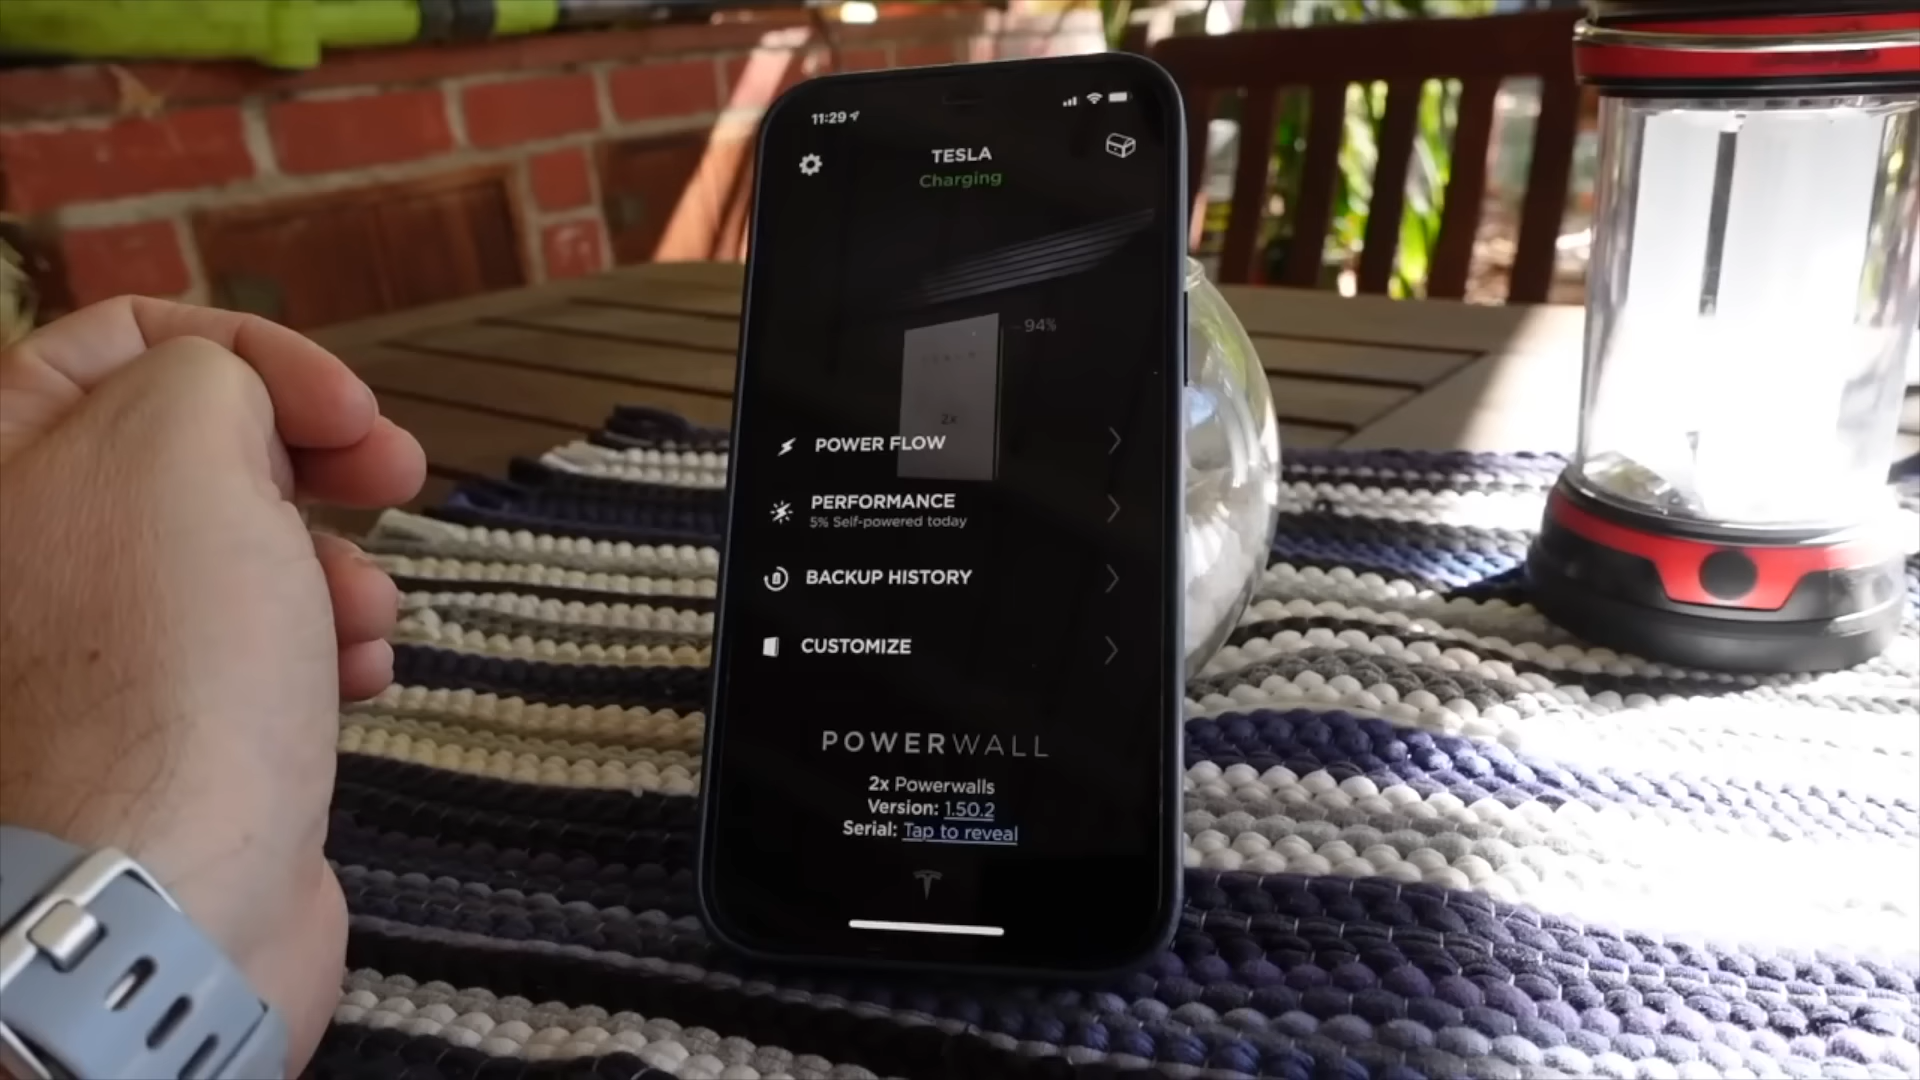 11:29
TESLA
Charging
94%
2x
POWER FLOW
PERFORMANCE
5% Self-powered today
BACKUP HISTORY
CUSTOMIZE
POWERWALL
2x Powerwalls
Version: 1.50.2
Serial: Tap to reveal